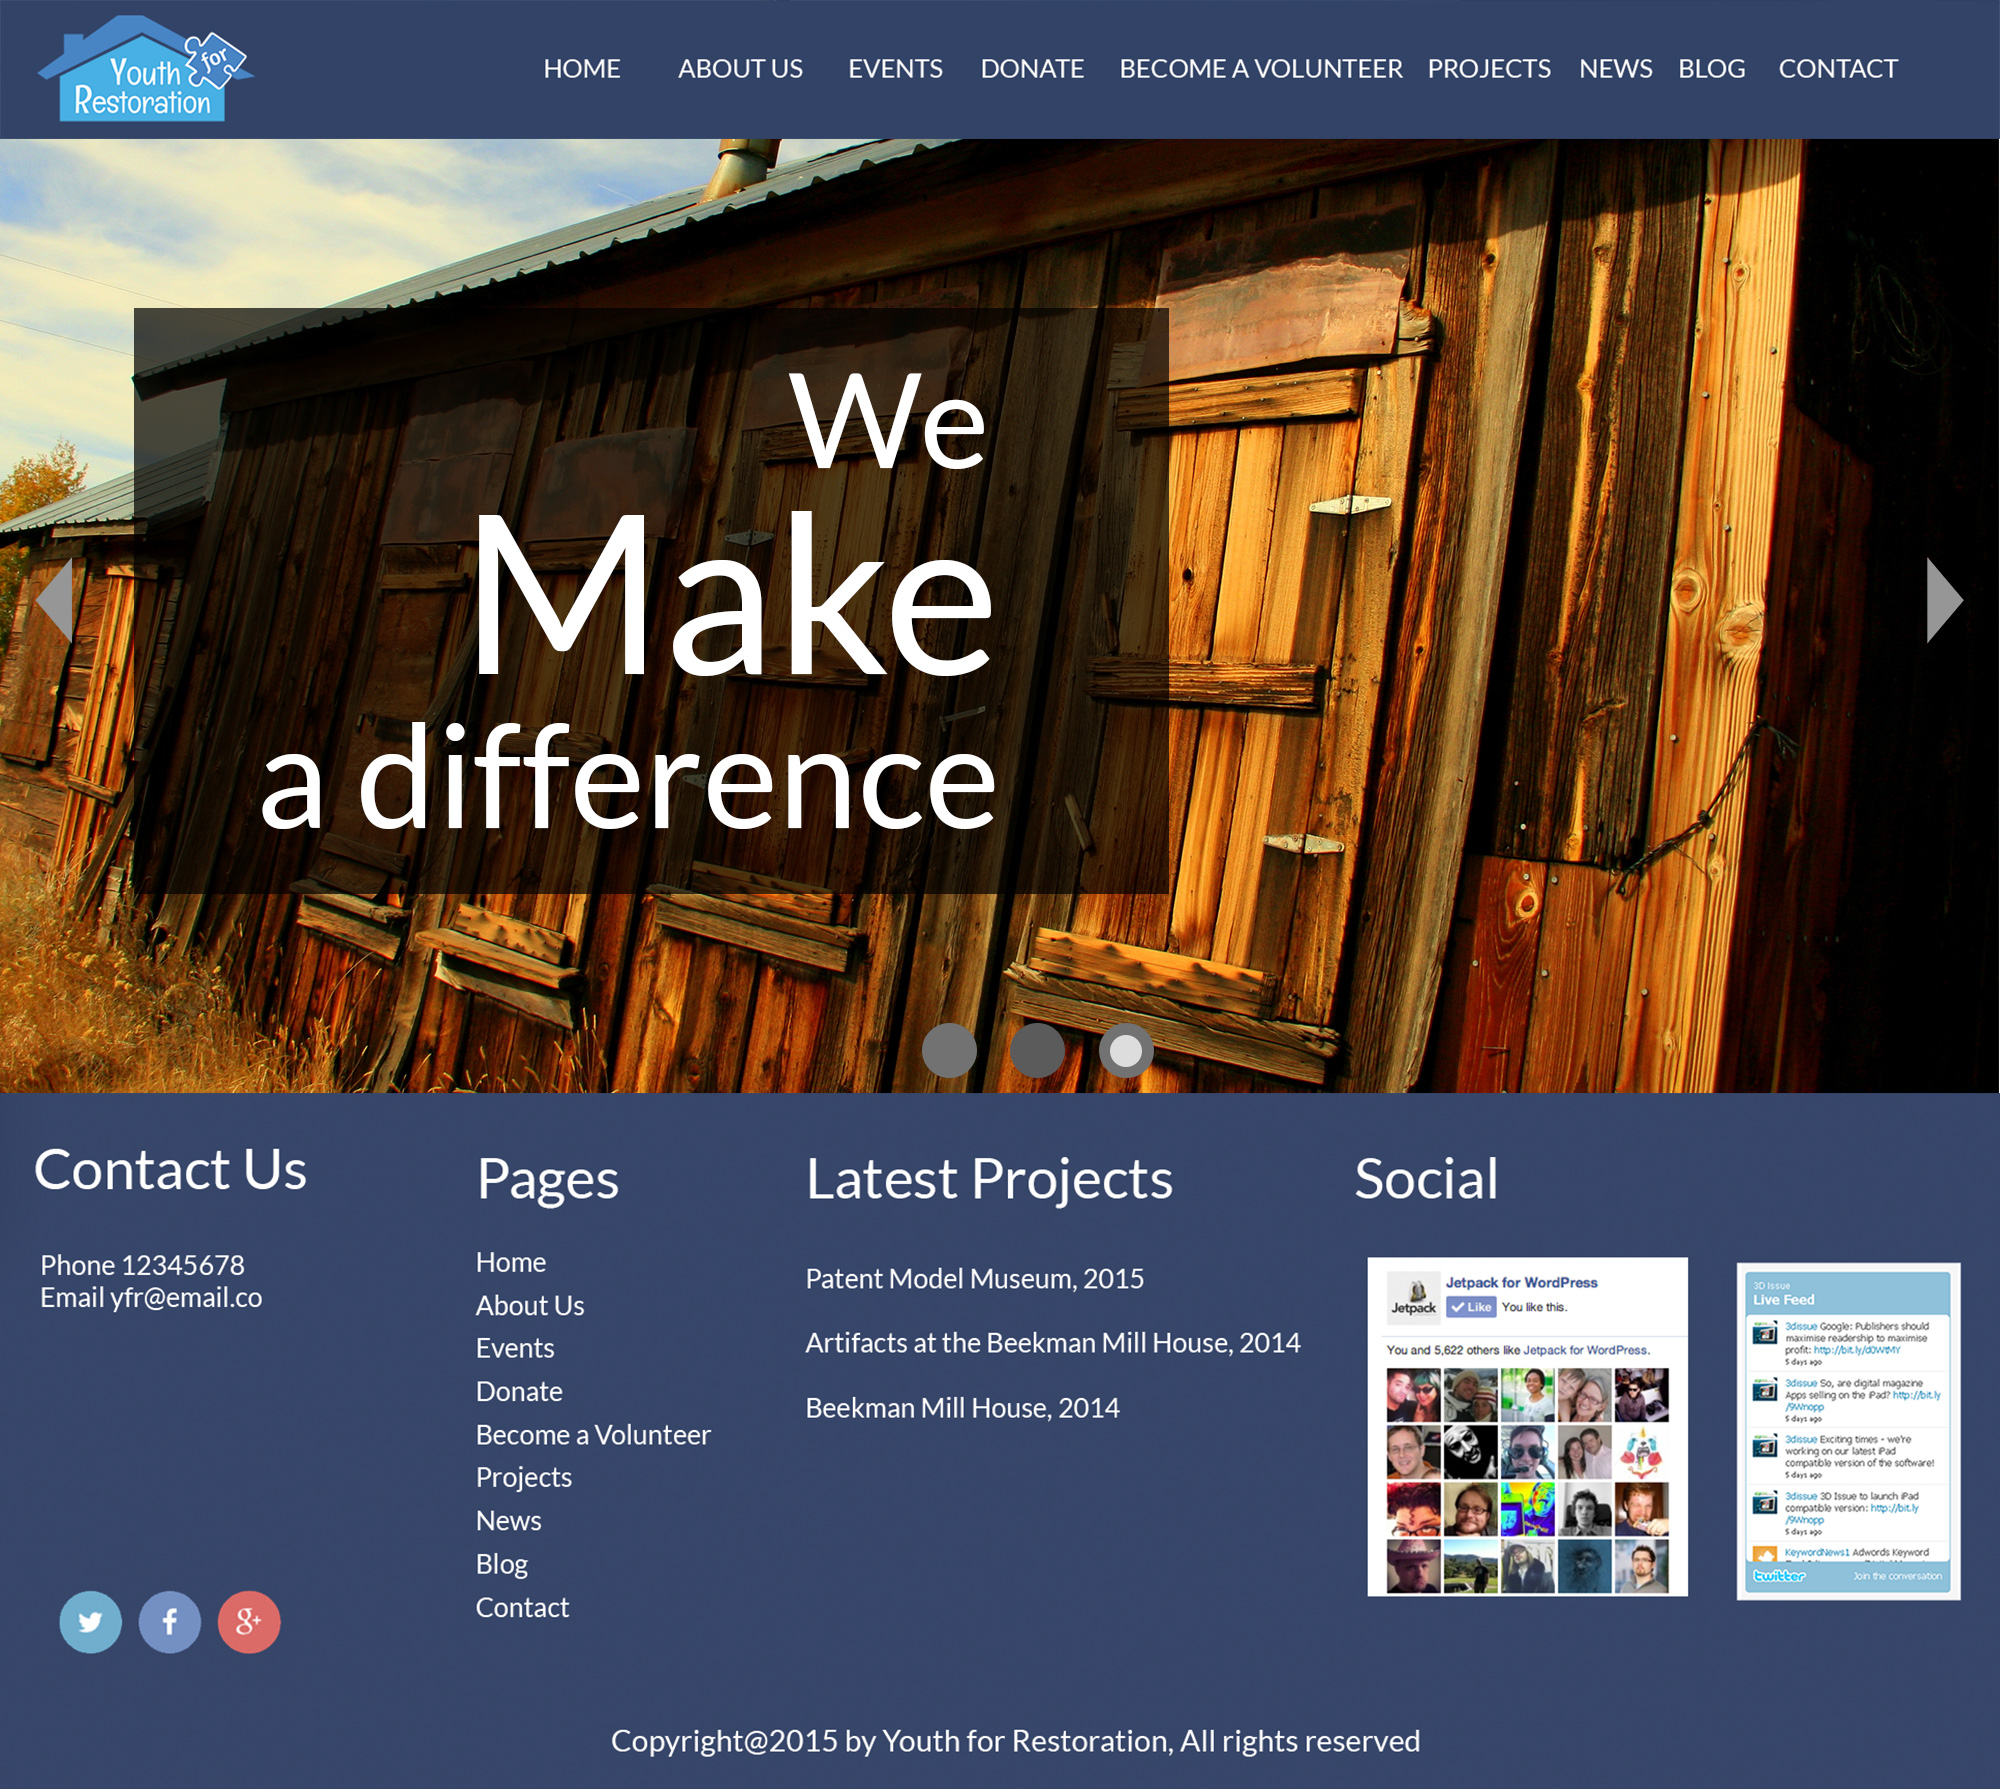 Youth for
Restoration
HOME ABOUT US EVENTS DONATE BECOME A VOLUNTEER PROJECTS NEWS BLOG CONTACT
We
Make
a difference
Contact Us
Phone 12345678
Email yfr@email.co
Pages
Home
About Us
Events
Donate
Become a Volunteer
Projects
News
Blog
Contact
Latest Projects
Patent Model Museum, 2015
Artifacts at the Beekman Mill House, 2014
Beekman Mill House, 2014
Social
Jetpack
Jetpack for WordPress
Like You like this.
You and 5,622 others like Jetpack for WordPress.
3D Issue
Live Feed
3dissue Google: Publishers should
maximise readership to maximise
profit: http://bit.ly/d0WtMY
5 days ago
3dissue So, are digital magazine
Apps selling on the iPad? http://bit.ly
/9Wnopp
5 days ago
3dissue Exciting times - we're
working on our latest iPad
compatible version of the software!
5 days ago
3dissue 3D Issue to launch iPad
compatible version: http://bit.ly
/9Wnopp
5 days ago
KeywordNews1 Adwords Keyword
twitter Join the conversation
Copyright@2015 by Youth for Restoration, All rights reserved